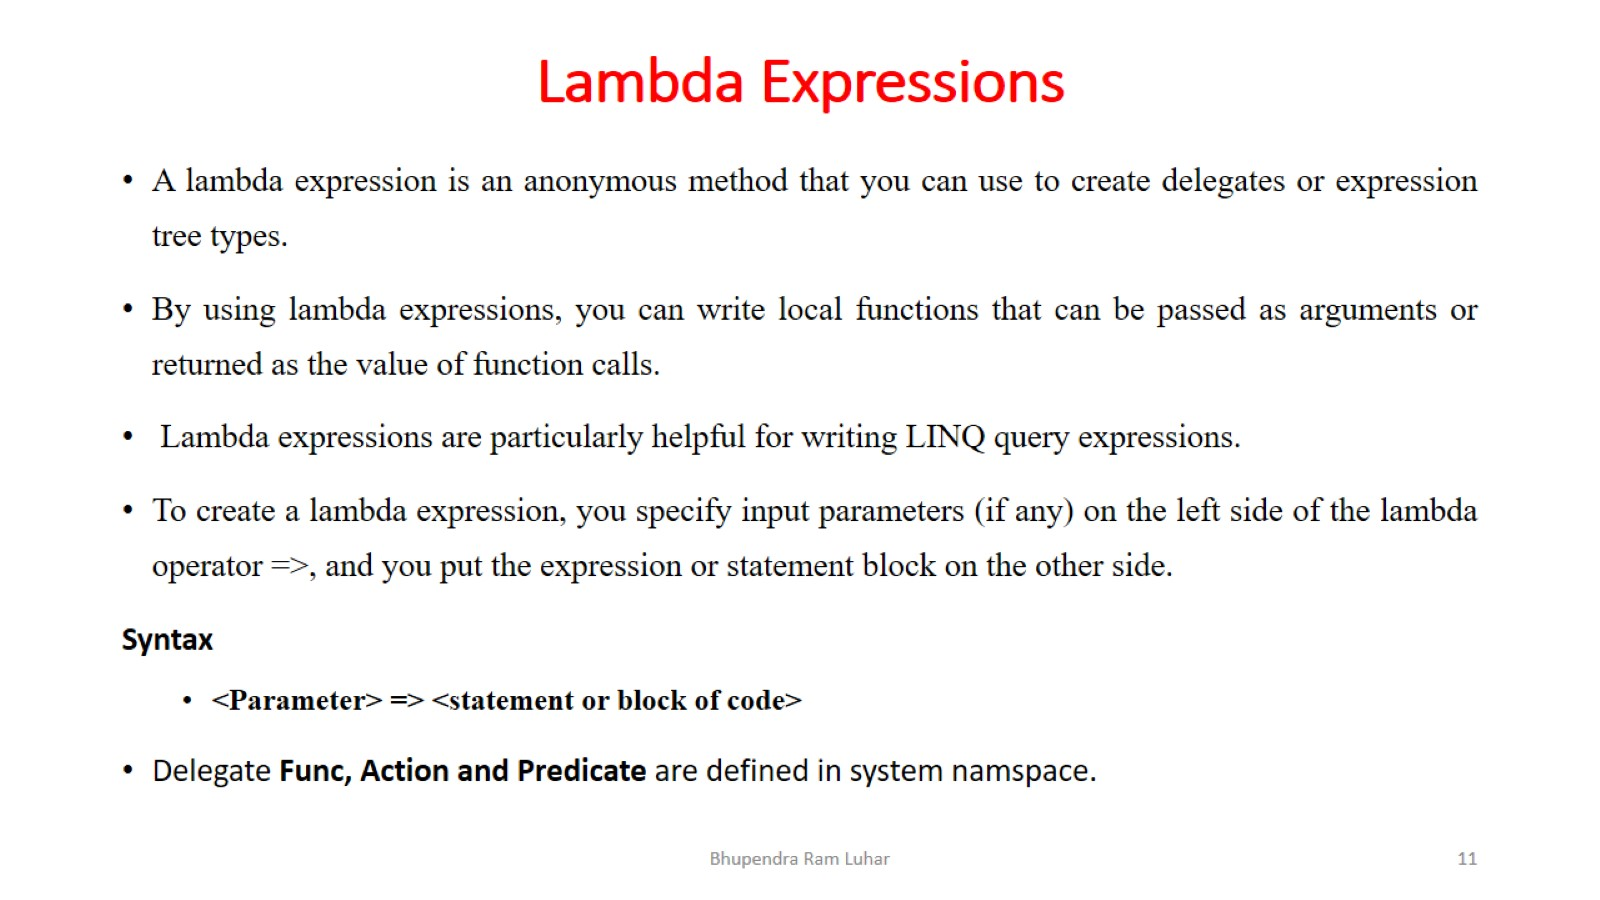 Lambda Expressions
• A lambda expression is an anonymous method that you can use to create delegates or expression
tree types.
• By using lambda expressions, you can write local functions that can be passed as arguments or
returned as the value of function calls.
• Lambda expressions are particularly helpful for writing LINQ query expressions.
• To create a lambda expression, you specify input parameters (if any) on the left side of the lambda
operator =>, and you put the expression or statement block on the other side.
Syntax
• <Parameter> => <statement or block of code>
• Delegate Func, Action and Predicate are defined in system namspace.
Bhupendra Ram Luhar
11